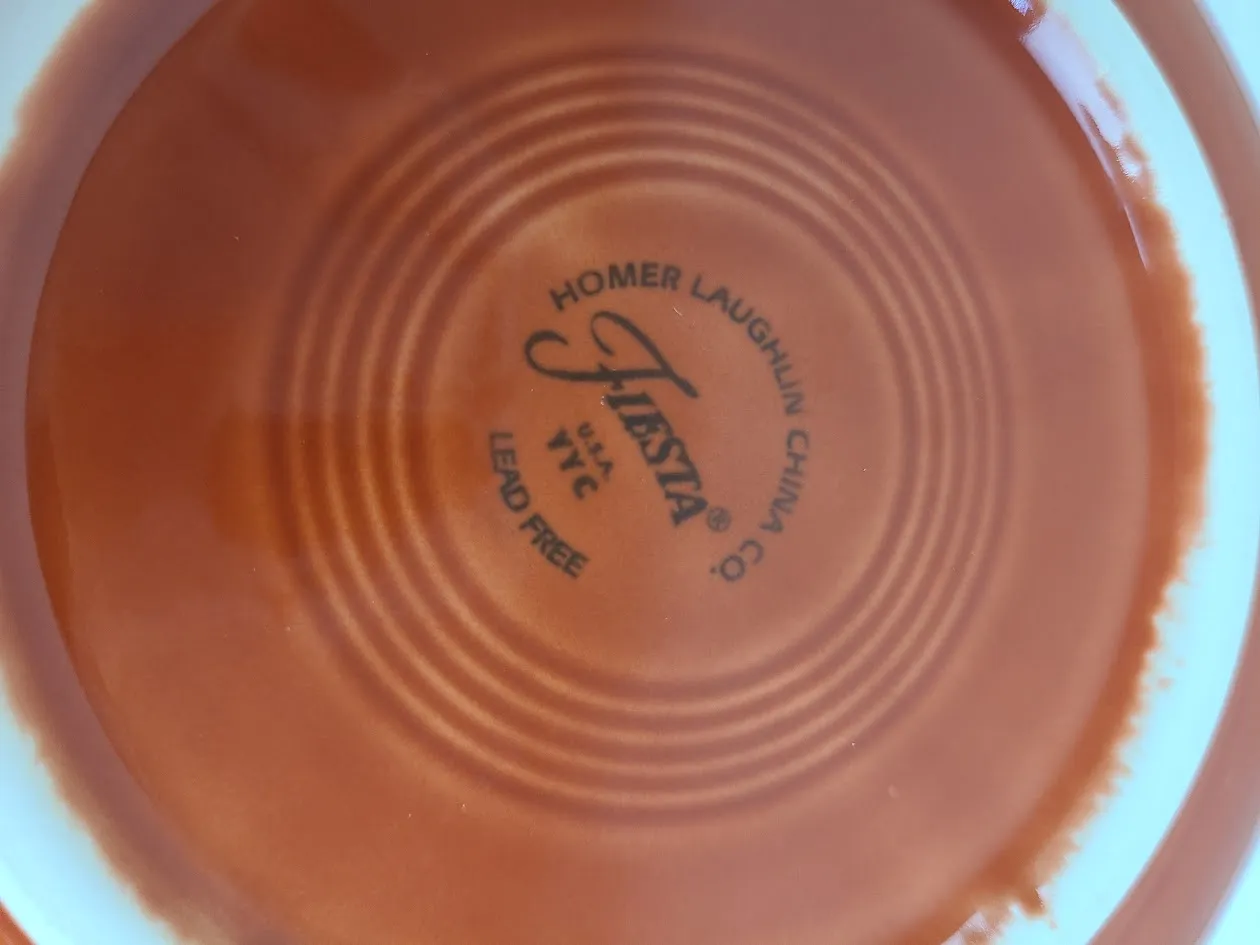 HOMER LAUGHLIN CHINA CO.
FIESTA®
U.S.A.
YYC
LEAD FREE